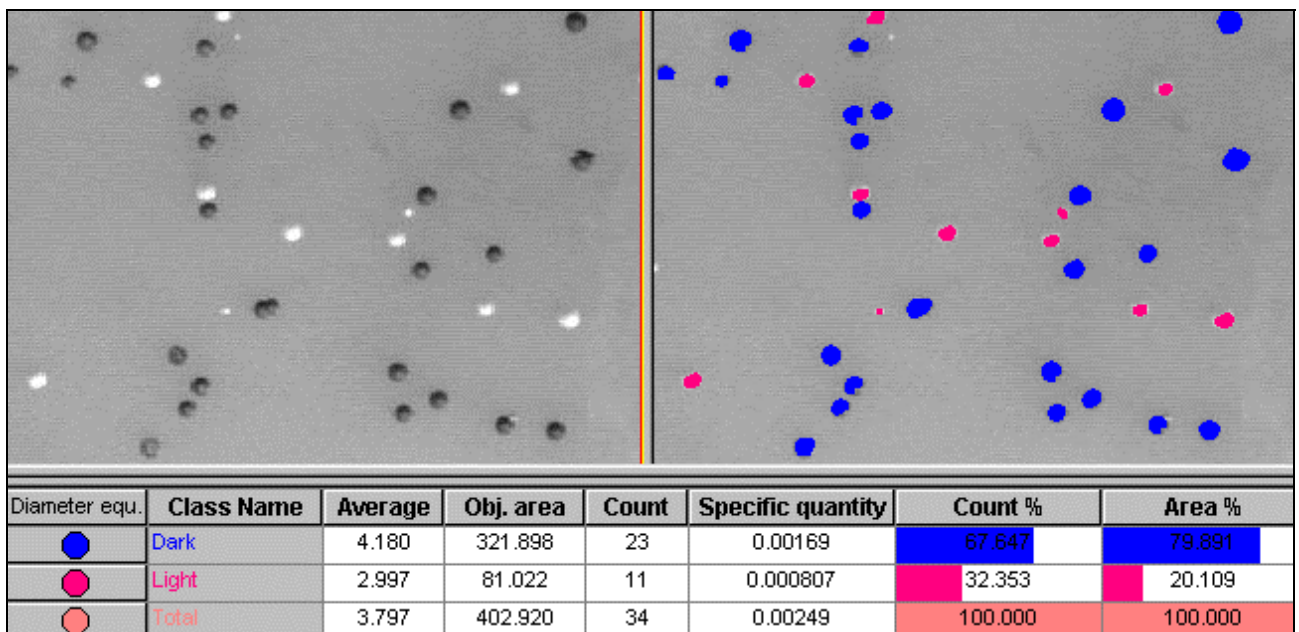 Diameter equ. Class Name Average Obj. area Count Specific quantity Count % Area %
Dark 4.180 321.898 23 0.00169 67.647 79.891
Light 2.997 81.022 11 0.000807 32.353 20.109
Total 3.797 402.920 34 0.00249 100.000 100.000